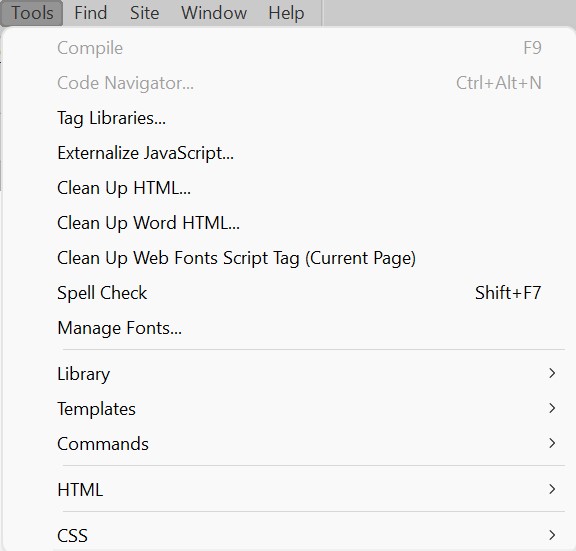 Tools Find Site Window Help
Compile F9
Code Navigator... Ctrl+Alt+N
Tag Libraries...
Externalize JavaScript...
Clean Up HTML...
Clean Up Word HTML...
Clean Up Web Fonts Script Tag (Current Page)
Spell Check Shift+F7
Manage Fonts...
Library
Templates
Commands
HTML
CSS